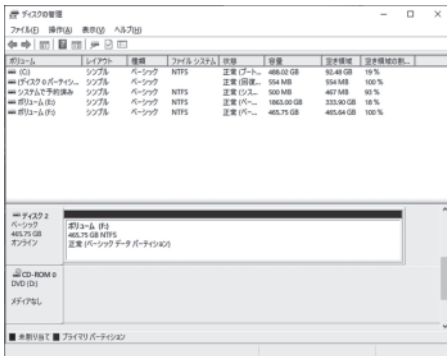 ディスクの管理
ファイル(F) 操作(A) 表示(V) ヘルプ(H)
ボリューム レイアウト 種類 ファイル システム 状態 容量 空き領域 空き領域の割...
(C:) シンプル ベーシック NTFS 正常 (ブート... 488.02 GB 92.48 GB 19 %
(ディスク 0 パーティシ... シンプル ベーシック 正常 (回復... 554 MB 554 MB 100 %
システムで予約済み シンプル ベーシック NTFS 正常 (シス... 500 MB 467 MB 93 %
ボリューム (E:) シンプル ベーシック NTFS 正常 (ベー... 1863.00 GB 333.90 GB 18 %
ボリューム (F:) シンプル ベーシック NTFS 正常 (ベー... 465.75 GB 465.64 GB 100 %
ディスク 2
ベーシック
465.75 GB
オンライン
ボリューム (F:)
465.75 GB NTFS
正常 (ベーシック データ パーティション)
CD-ROM 0
DVD (D:)
メディアなし
未割り当て プライマリ パーティション